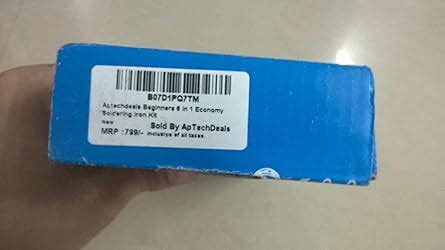 B07D1PQ7TM
Aptechdeals Beginners 6 in 1 Economy
Soldering Iron Kit
New
Sold By ApTechDeals
MRP :799/- Inclusive of all taxes.